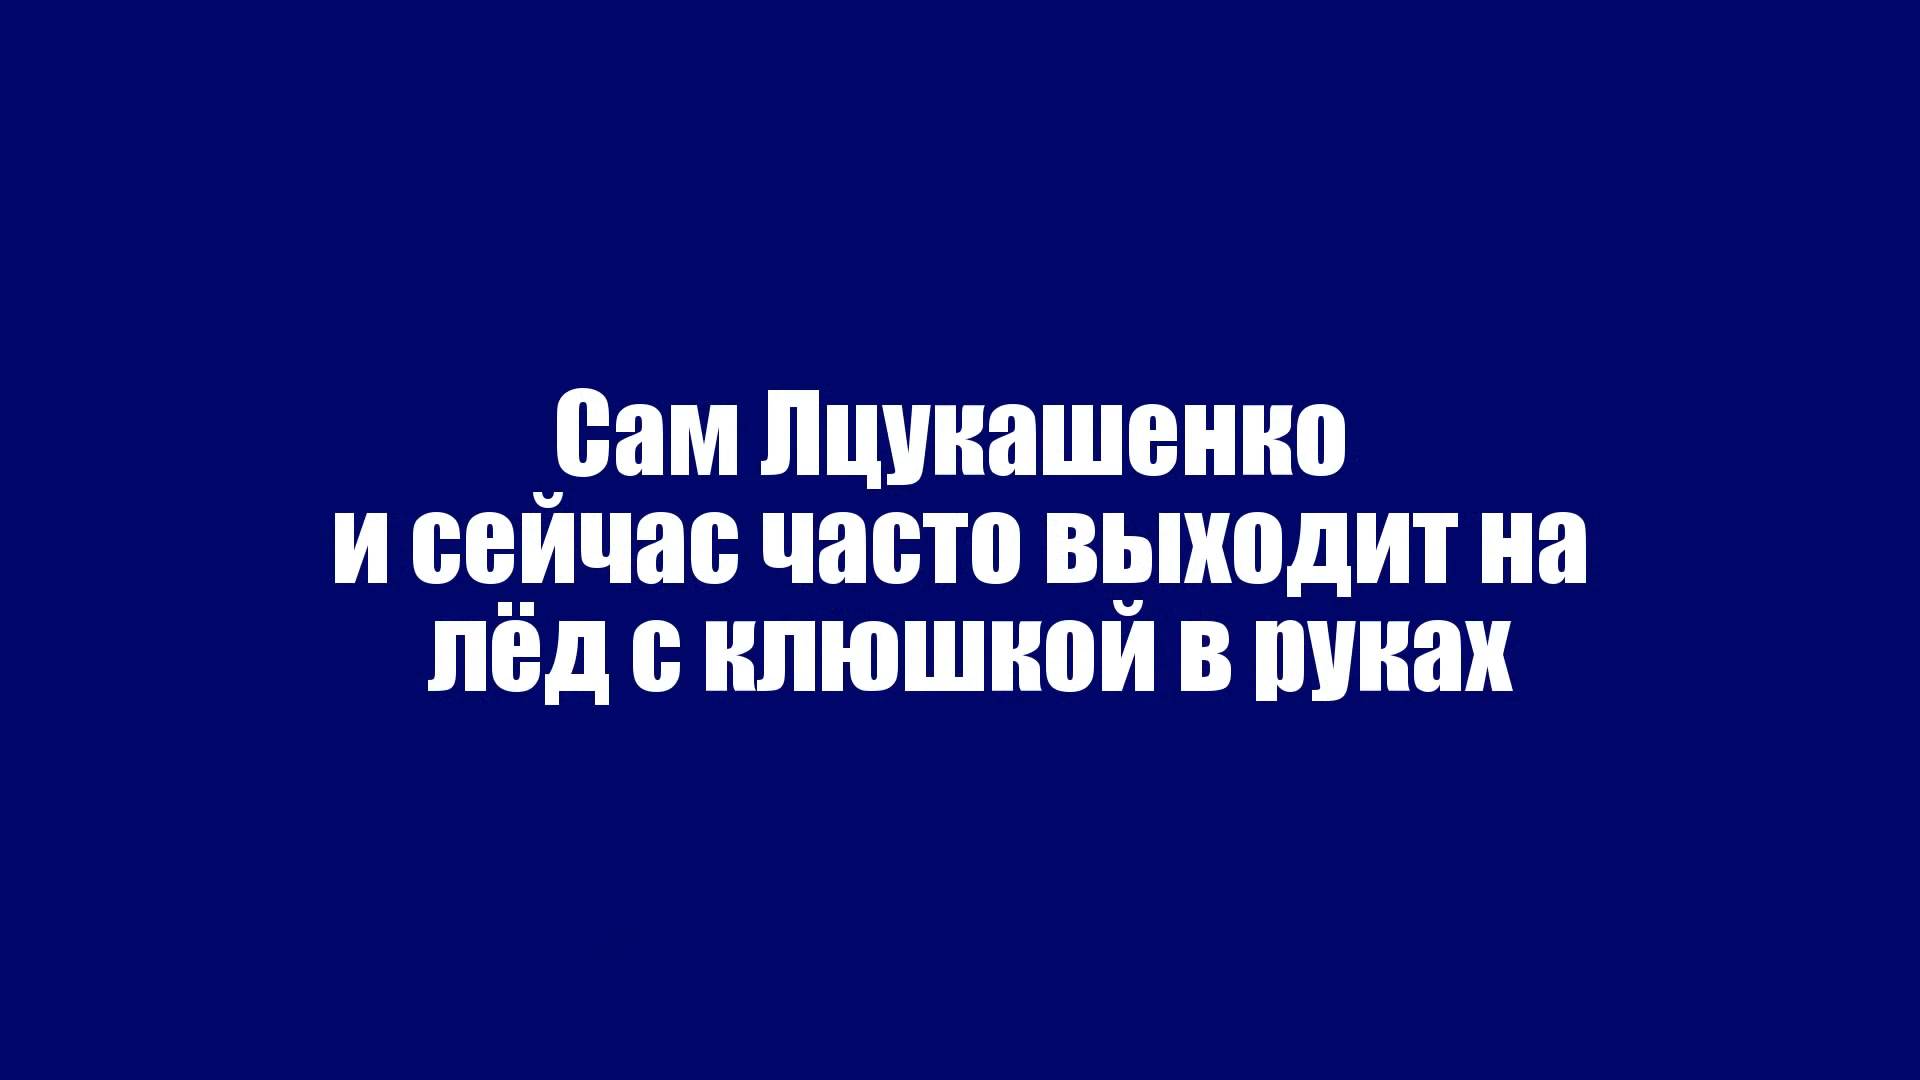 Сам Лцукашенко
и сейчас часто выходит на
лёд с клюшкой в руках